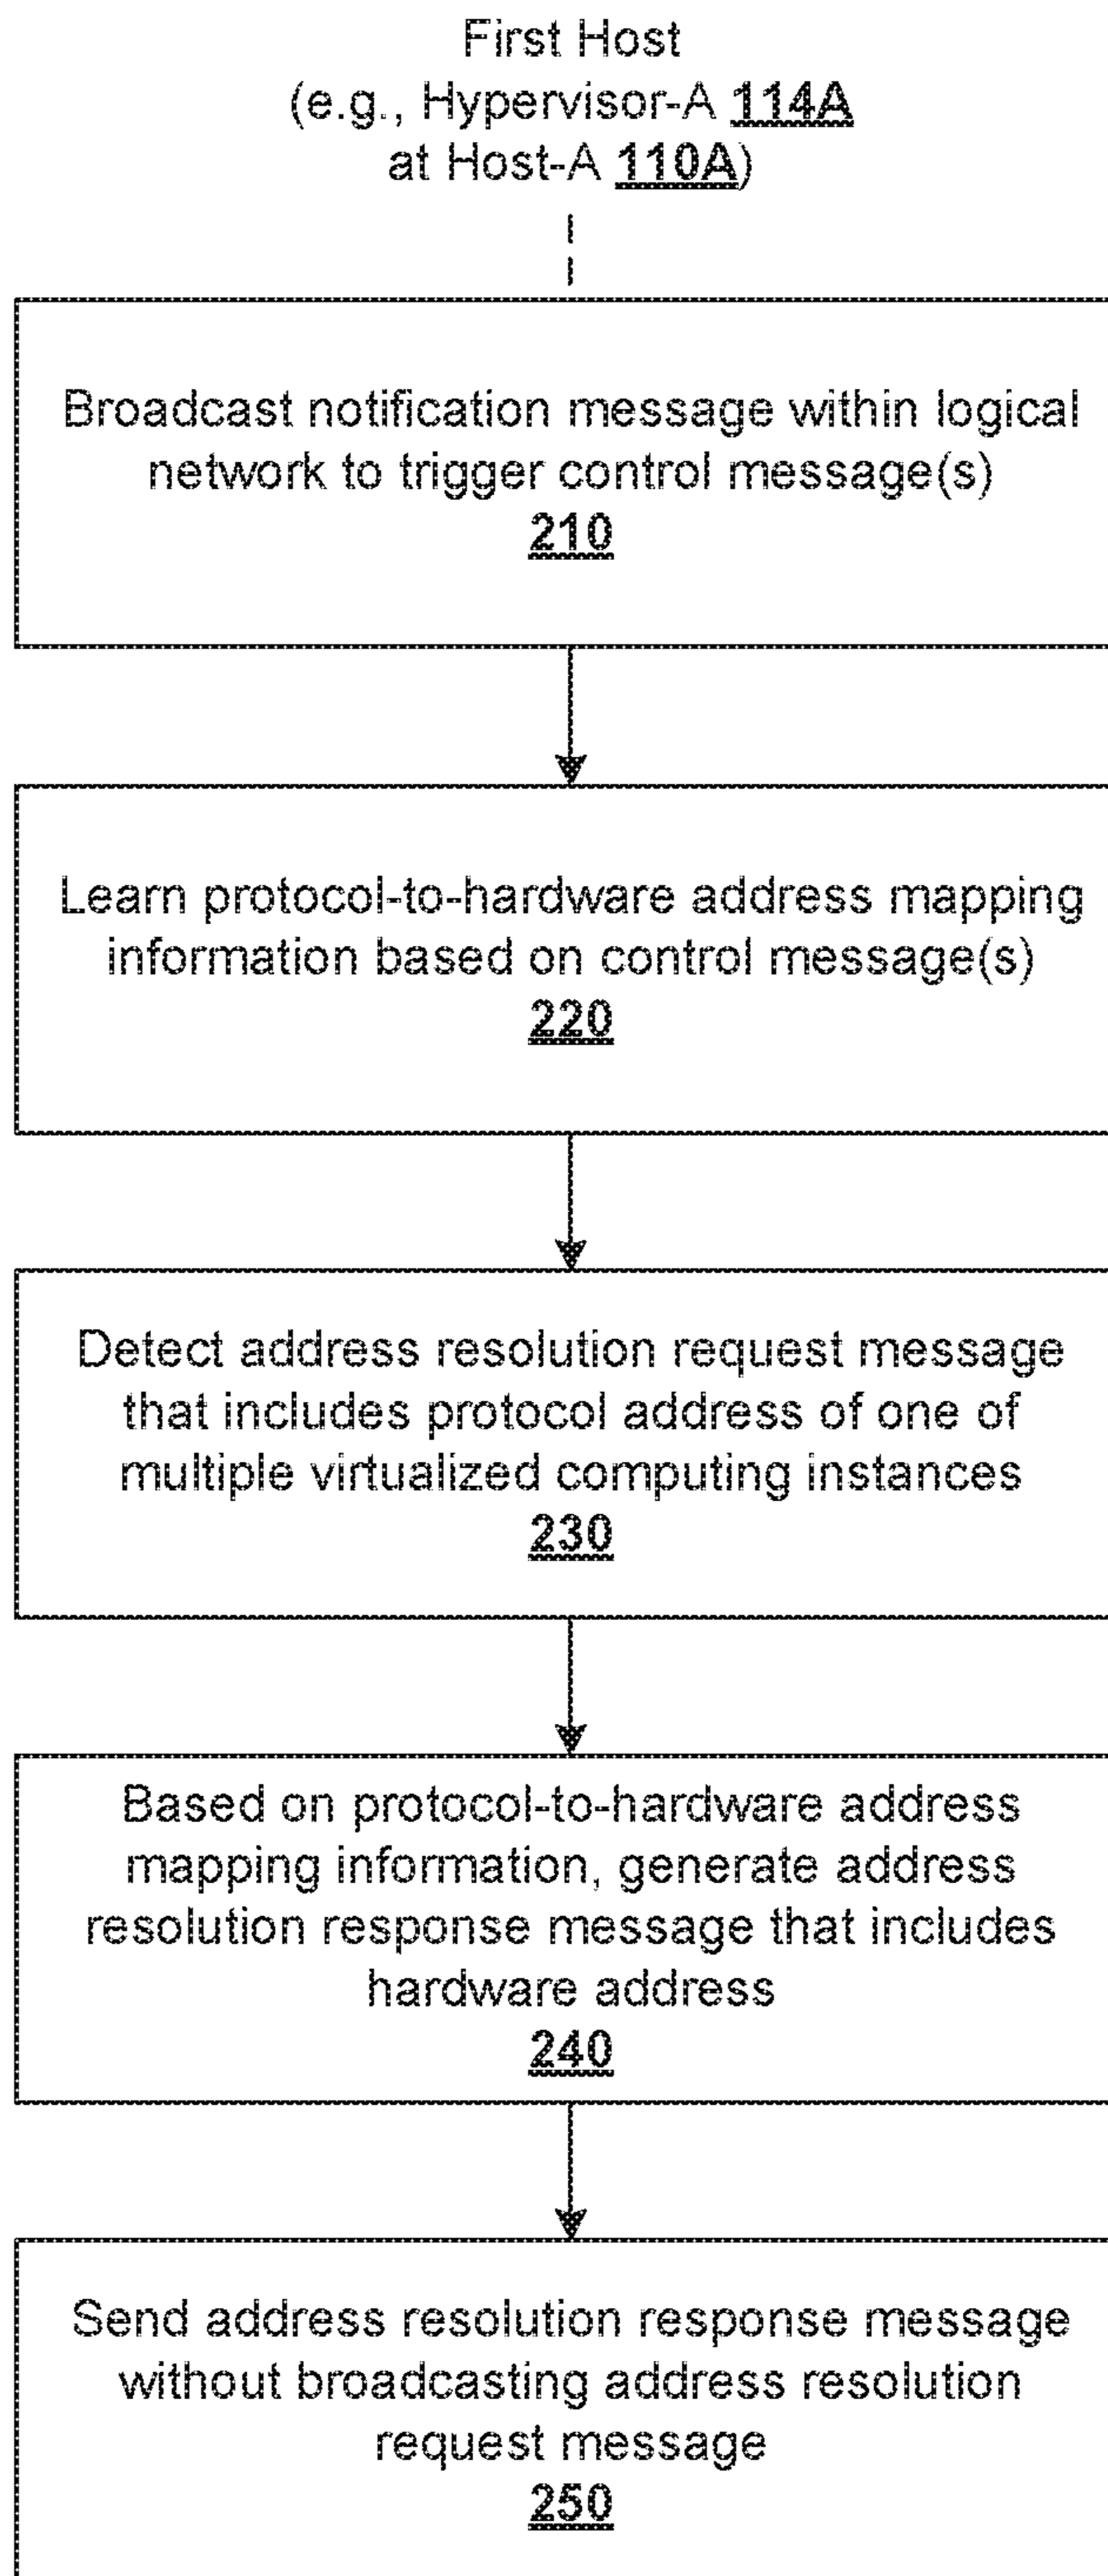 First Host
(e.g., Hypervisor-A 114A
at Host-A 110A)
Broadcast notification message within logical
network to trigger control message(s)
210
Learn protocol-to-hardware address mapping
information based on control message(s)
220
Detect address resolution request message
that includes protocol address of one of
multiple virtualized computing instances
230
Based on protocol-to-hardware address
mapping information, generate address
resolution response message that includes
hardware address
240
Send address resolution response message
without broadcasting address resolution
request message
250